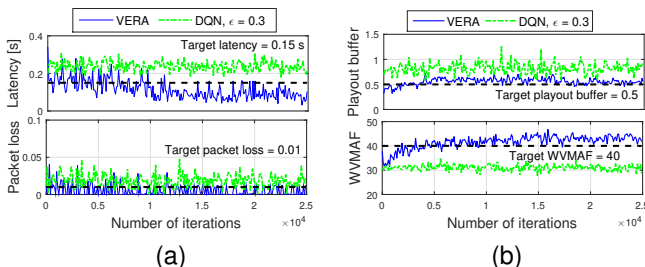 VERA DQN, ϵ = 0.3
Latency [s]
0.4
0.2
0
Target latency = 0.15 s
Packet loss
0.1
0.05
0
Target packet loss = 0.01
0 0.5 1 1.5 2 2.5
Number of iterations ×10⁴
(a)
VERA DQN, ϵ = 0.3
Playout buffer
1.5
1
0.5
0
Target playout buffer = 0.5
WVMAF
50
40
30
20
Target WVMAF = 40
0 0.5 1 1.5 2 2.5
Number of iterations ×10⁴
(b)